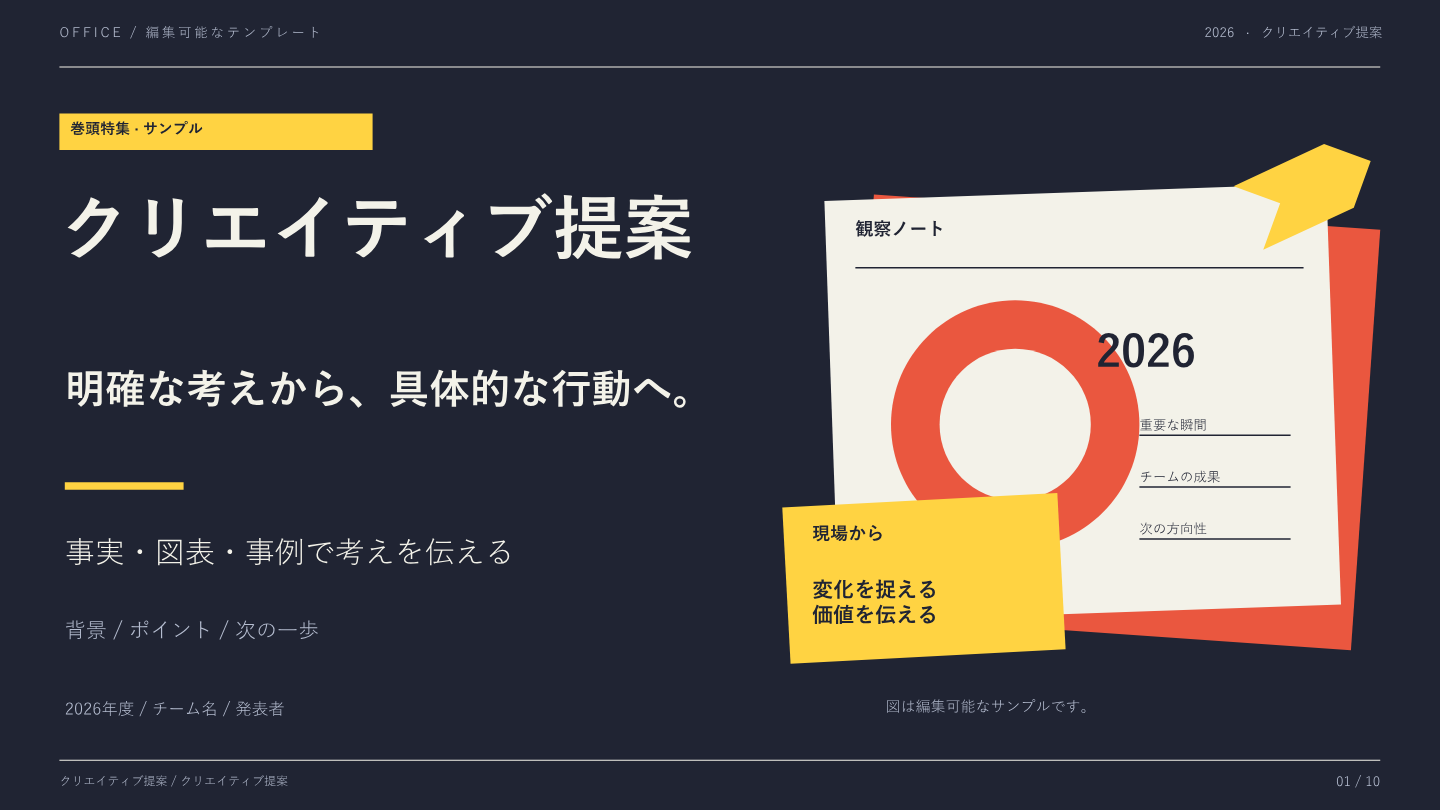 OFFICE / 編集可能なテンプレート
2026 · クリエイティブ提案
巻頭特集 · サンプル
クリエイティブ提案
明確な考えから、具体的な行動へ。
事実・図表・事例で考えを伝える
背景 / ポイント / 次の一歩
2026年度 / チーム名 / 発表者
観察ノート
2026
重要な瞬間
チームの成果
次の方向性
現場から
変化を捉える
価値を伝える
図は編集可能なサンプルです。
クリエイティブ提案 / クリエイティブ提案
01 / 10